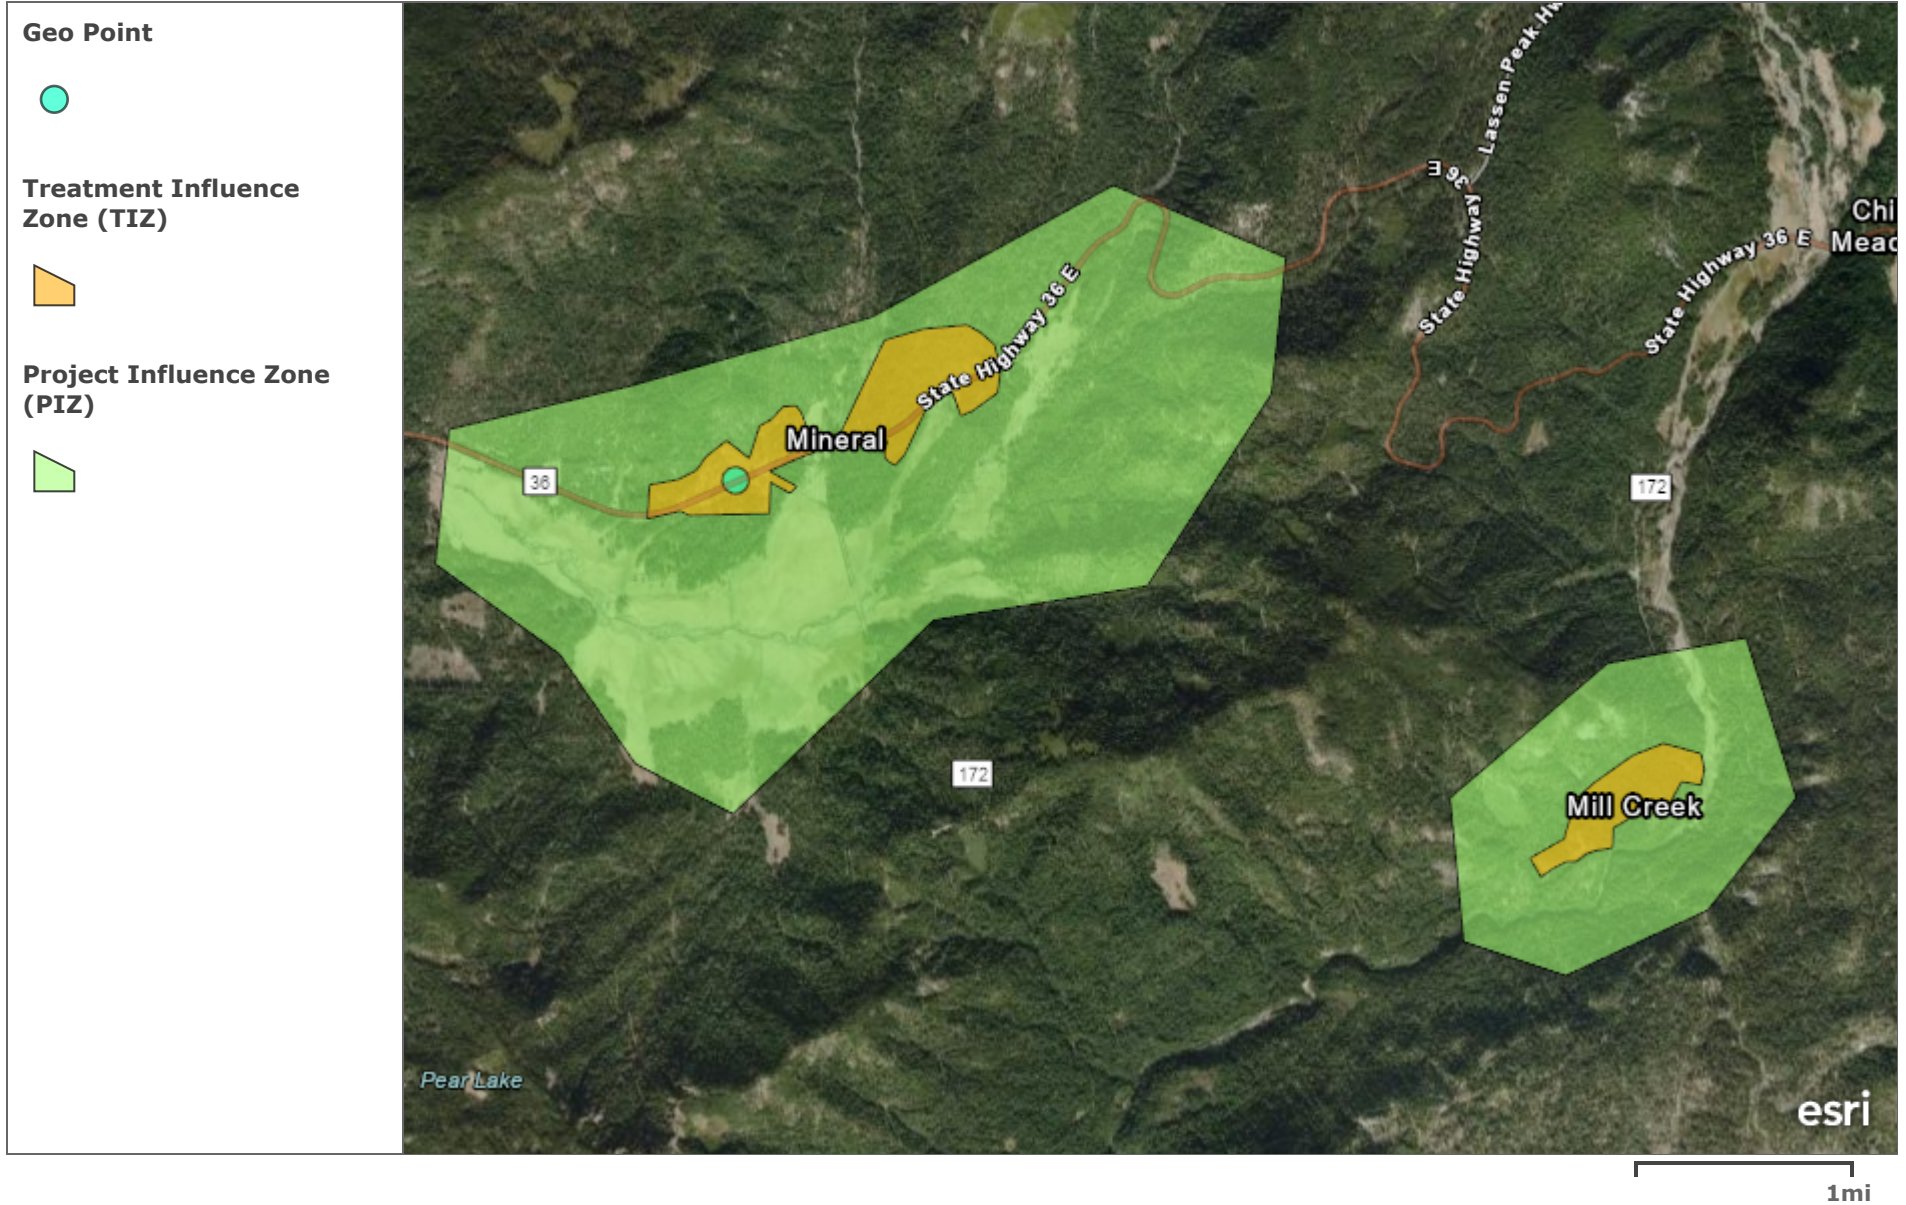 Geo Point
Treatment Influence
Zone (TIZ)
Project Influence Zone
(PIZ)
Lassen Peak Hw
36 E
State Highway
Chi
Meac
State Highway 36 E
State Highway 36 E
Mineral
36
172
172
Mill Creek
Pear Lake
esri
1mi